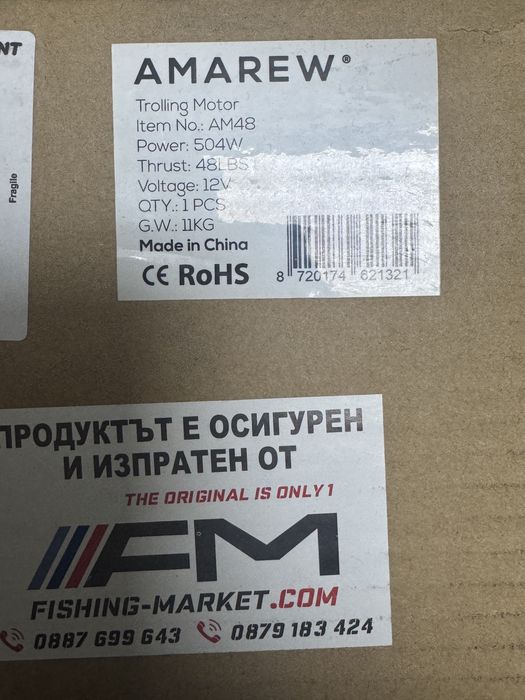 NT
Fragile
AMAREW®
Trolling Motor
Item No.: AM48
Power: 504W
Thrust: 48LBS
Voltage: 12V
QTY.: 1 PCS
G.W.: 11KG
Made in China
CE RoHS
8 720174 621321
ПРОДУКТЪТ Е ОСИГУРЕН
И ИЗПРАТЕН ОТ
THE ORIGINAL IS ONLY 1
FM
FISHING-MARKET.COM
0887 699 643 0879 183 424